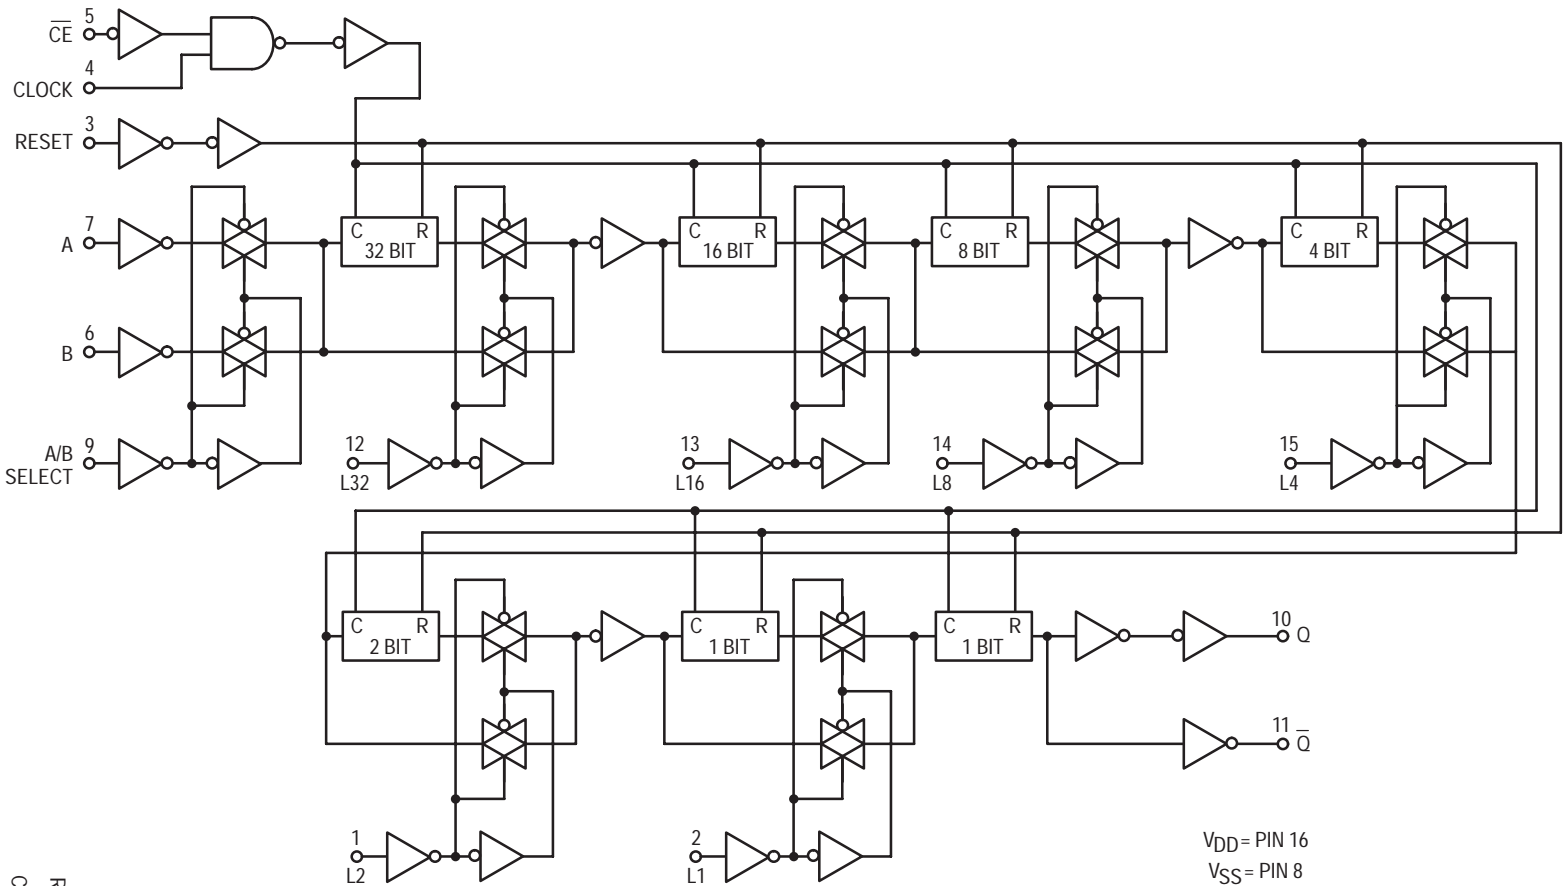 5
CE
4
CLOCK
3
RESET
7
A
C R
32 BIT
C R
16 BIT
C R
8 BIT
C R
4 BIT
6
B
A/B
SELECT
9
12
L32
13
L16
14
L8
15
L4
C R
2 BIT
C R
1 BIT
C R
1 BIT
10
Q
11
Q
1
L2
2
L1
VDD = PIN 16
VSS = PIN 8
R
C